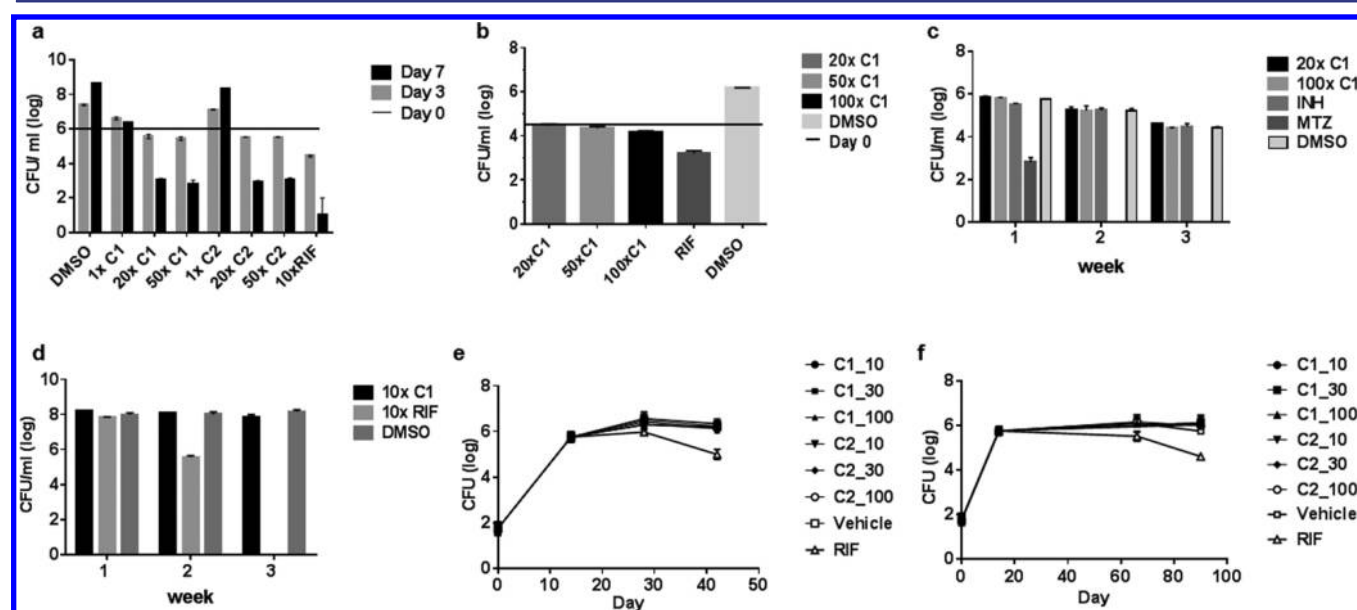 a
CFU/ ml (log)
10
8
6
4
2
0
DMSO
1x C1
20x C1
50x C1
1x C2
20x C2
50x C2
10xRIF
Day 7
Day 3
Day 0
b
CFU/ml (log)
8
6
4
2
0
20xC1
50xC1
100xC1
RIF
DMSO
20x C1
50x C1
100x C1
DMSO
Day 0
c
CFU/ml (log)
8
6
4
2
0
1
2
3
week
20x C1
100x C1
INH
MTZ
DMSO
d
CFU/ml (log)
10
8
6
4
2
0
1
2
3
week
10x C1
10x RIF
DMSO
e
CFU (log)
8
6
4
2
0
0
10
20
30
40
50
Day
C1_10
C1_30
C1_100
C2_10
C2_30
C2_100
Vehicle
RIF
f
CFU (log)
8
6
4
2
0
0
20
40
60
80
100
Day
C1_10
C1_30
C1_100
C2_10
C2_30
C2_100
Vehicle
RIF